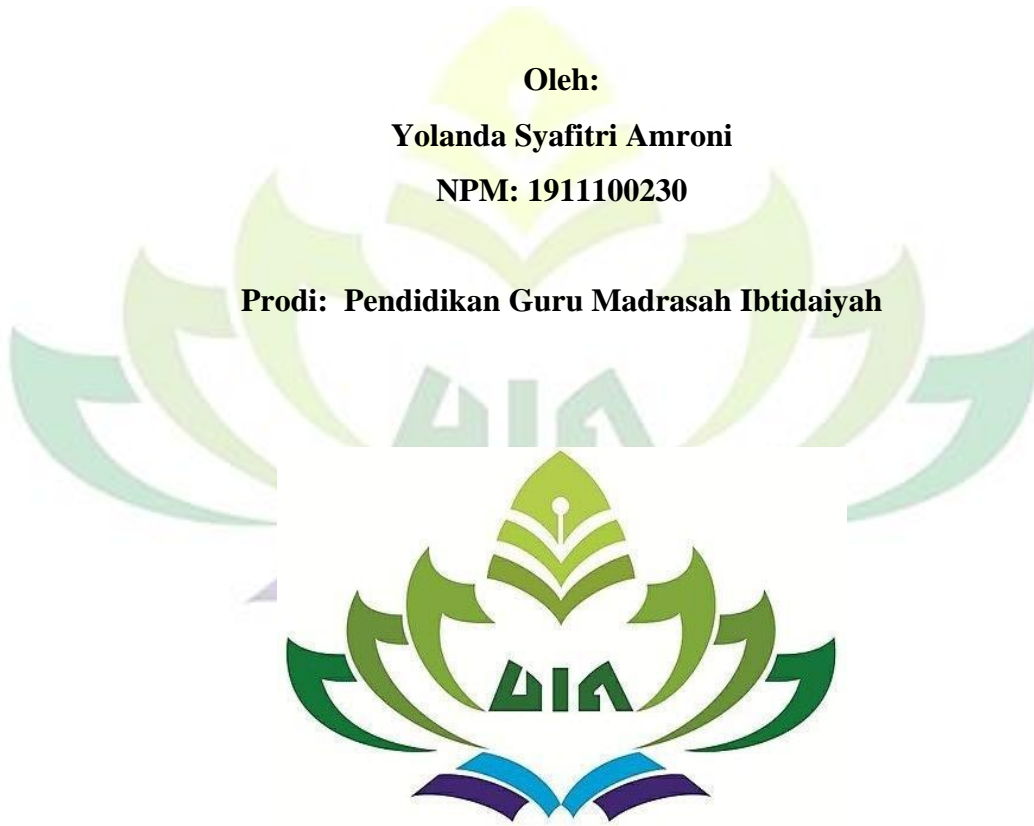 Oleh:
Yolanda Syafitri Amroni
NPM: 1911100230
Prodi: Pendidikan Guru Madrasah Ibtidaiyah
UIN